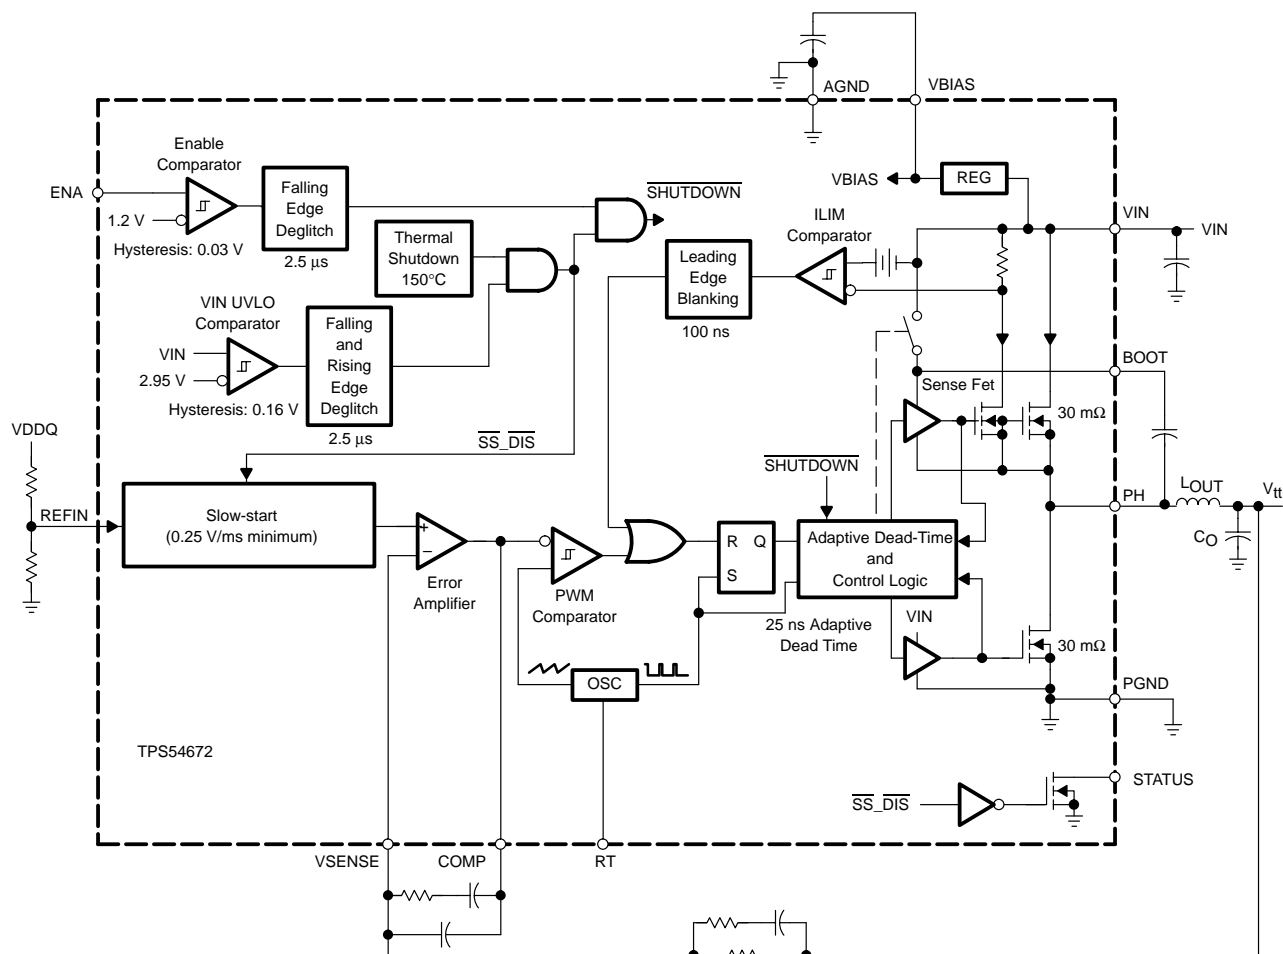 AGND
VBIAS
Enable
Comparator
ENA
1.2 V
Hysteresis: 0.03 V
Falling
Edge
Deglitch
2.5 μs
SHUTDOWN
VBIAS
REG
Thermal
Shutdown
150°C
ILIM
Comparator
VIN
VIN
Leading
Edge
Blanking
100 ns
VIN UVLO
Comparator
VIN
2.95 V
Hysteresis: 0.16 V
Falling
and
Rising
Edge
Deglitch
2.5 μs
BOOT
Sense Fet
30 mΩ
VDDQ
SS_DIS
SHUTDOWN
REFIN
Slow-start
(0.25 V/ms minimum)
+
−
Error
Amplifier
PWM
Comparator
R Q
S
Adaptive Dead-Time
and
Control Logic
25 ns Adaptive
Dead Time
PH
LOUT
Vtt
CO
VIN
30 mΩ
OSC
PGND
TPS54672
SS_DIS
STATUS
VSENSE
COMP
RT